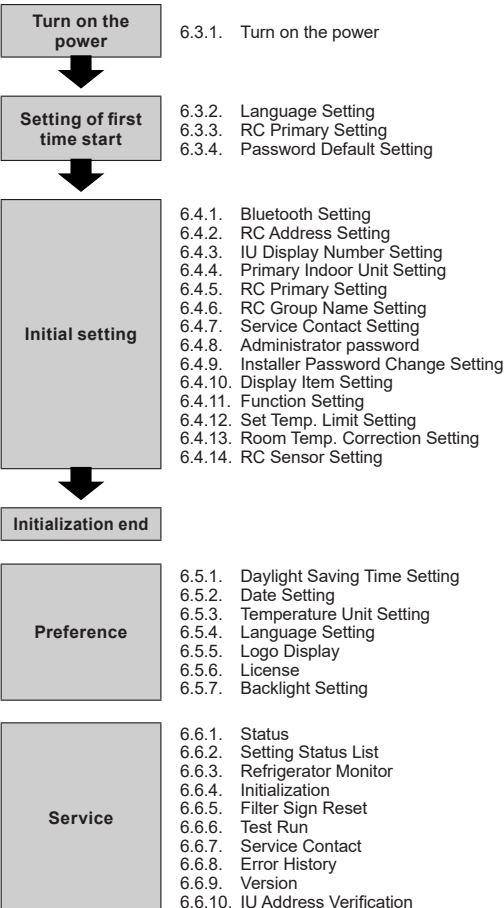 Turn on the
power
6.3.1. Turn on the power
Setting of first
time start
6.3.2. Language Setting
6.3.3. RC Primary Setting
6.3.4. Password Default Setting
Initial setting
6.4.1. Bluetooth Setting
6.4.2. RC Address Setting
6.4.3. IU Display Number Setting
6.4.4. Primary Indoor Unit Setting
6.4.5. RC Primary Setting
6.4.6. RC Group Name Setting
6.4.7. Service Contact Setting
6.4.8. Administrator password
6.4.9. Installer Password Change Setting
6.4.10. Display Item Setting
6.4.11. Function Setting
6.4.12. Set Temp. Limit Setting
6.4.13. Room Temp. Correction Setting
6.4.14. RC Sensor Setting
Initialization end
Preference
6.5.1. Daylight Saving Time Setting
6.5.2. Date Setting
6.5.3. Temperature Unit Setting
6.5.4. Language Setting
6.5.5. Logo Display
6.5.6. License
6.5.7. Backlight Setting
Service
6.6.1. Status
6.6.2. Setting Status List
6.6.3. Refrigerator Monitor
6.6.4. Initialization
6.6.5. Filter Sign Reset
6.6.6. Test Run
6.6.7. Service Contact
6.6.8. Error History
6.6.9. Version
6.6.10. IU Address Verification